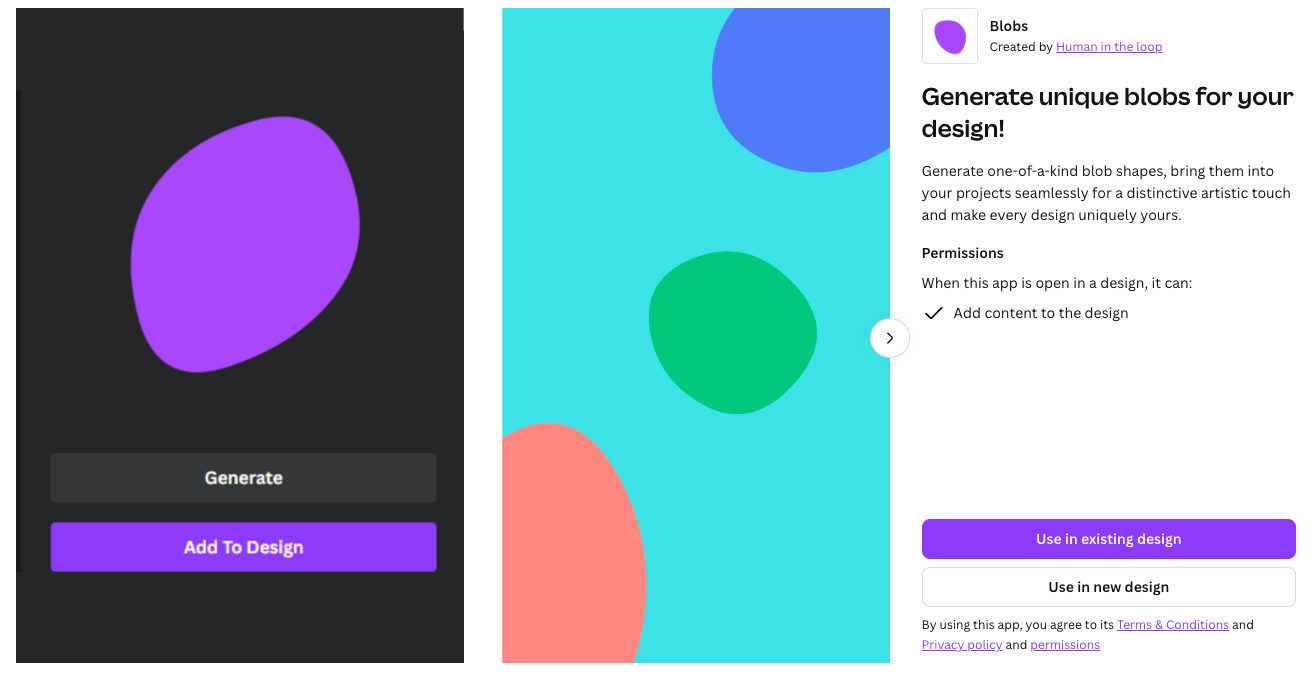 Generate
Add To Design
Blobs
Created by Human in the loop
Generate unique blobs for your
design!
Generate one-of-a-kind blob shapes, bring them into
your projects seamlessly for a distinctive artistic touch
and make every design uniquely yours.
Permissions
When this app is open in a design, it can:
Add content to the design
Use in existing design
Use in new design
By using this app, you agree to its Terms & Conditions and
Privacy policy and permissions